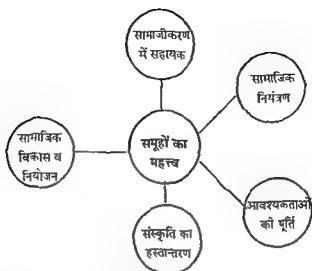 सामाजीकरण
में सहायक
सामाजिक
नियंत्रण
समूहों का
महत्त्व
सामाजिक
विकास व
नियोजन
आवश्यकताओं
की पूर्ति
संस्कृति का
हस्तान्तरण